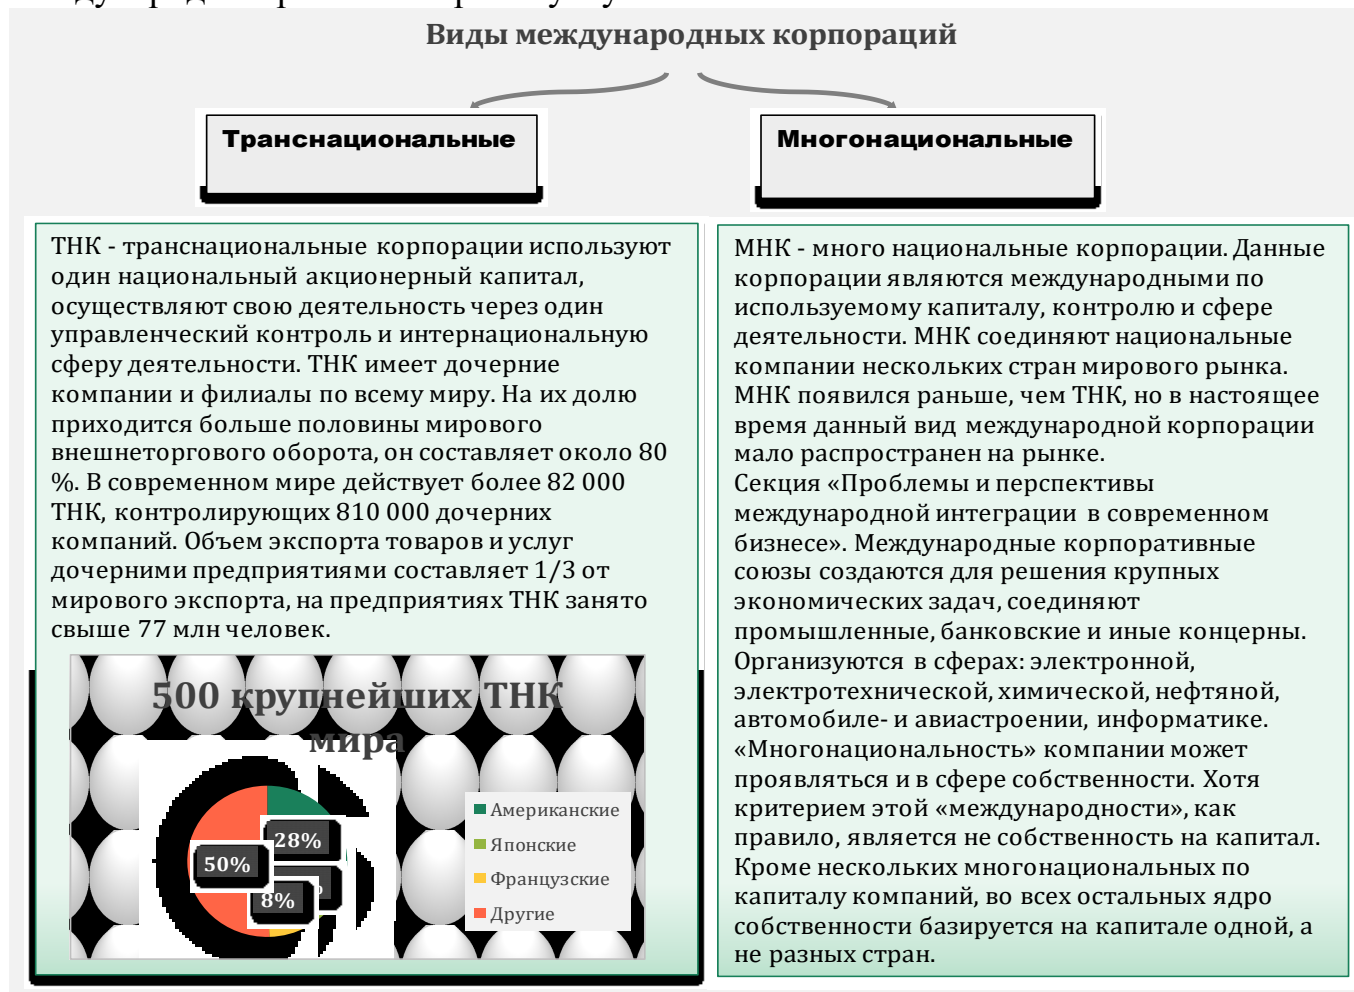 Виды международных корпораций
Транснациональные
Многонациональные
ТНК - транснациональные корпорации используют
один национальный акционерный капитал,
осуществляют свою деятельность через один
управленческий контроль и интернациональную
сферу деятельности. ТНК имеет дочерние
компании и филиалы по всему миру. На их долю
приходится больше половины мирового
внешнеторгового оборота, он составляет около 80
%. В современном мире действует более 82 000
ТНК, контролирующих 810 000 дочерних
компаний. Объем экспорта товаров и услуг
дочерними предприятиями составляет 1/3 от
мирового экспорта, на предприятиях ТНК занято
свыше 77 млн человек.
500 крупнейших ТНК
мира
28%
50%
8%
Американские
Японские
Французские
Другие
МНК - много национальные корпорации. Данные
корпорации являются международными по
используемому капиталу, контролю и сфере
деятельности. МНК соединяют национальные
компании нескольких стран мирового рынка.
МНК появился раньше, чем ТНК, но в настоящее
время данный вид международной корпорации
мало распространен на рынке.
Секция «Проблемы и перспективы
международной интеграции в современном
бизнесе». Международные корпоративные
союзы создаются для решения крупных
экономических задач, соединяют
промышленные, банковские и иные концерны.
Организуются в сферах: электронной,
электротехнической, химической, нефтяной,
автомобиле- и авиастроении, информатике.
«Многонациональность» компании может
проявляться и в сфере собственности. Хотя
критерием этой «международности», как
правило, является не собственность на капитал.
Кроме нескольких многонациональных по
капиталу компаний, во всех остальных ядро
собственности базируется на капитале одной, а
не разных стран.